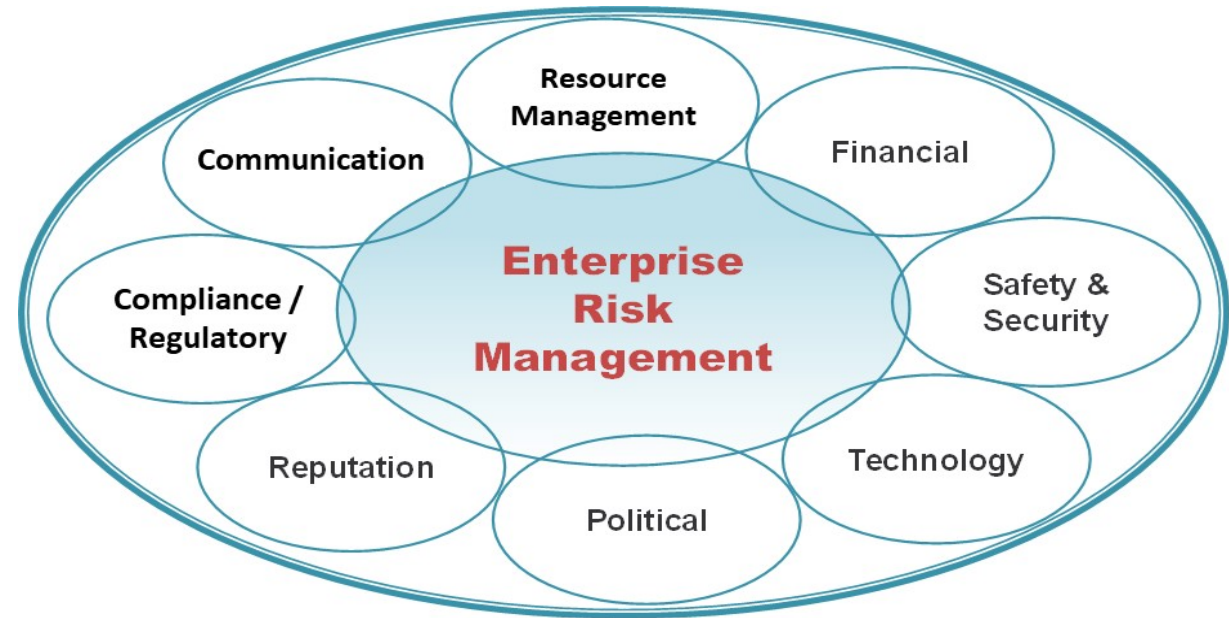 Resource
Management
Communication
Financial
Enterprise
Risk
Management
Safety &
Security
Compliance /
Regulatory
Reputation
Technology
Political